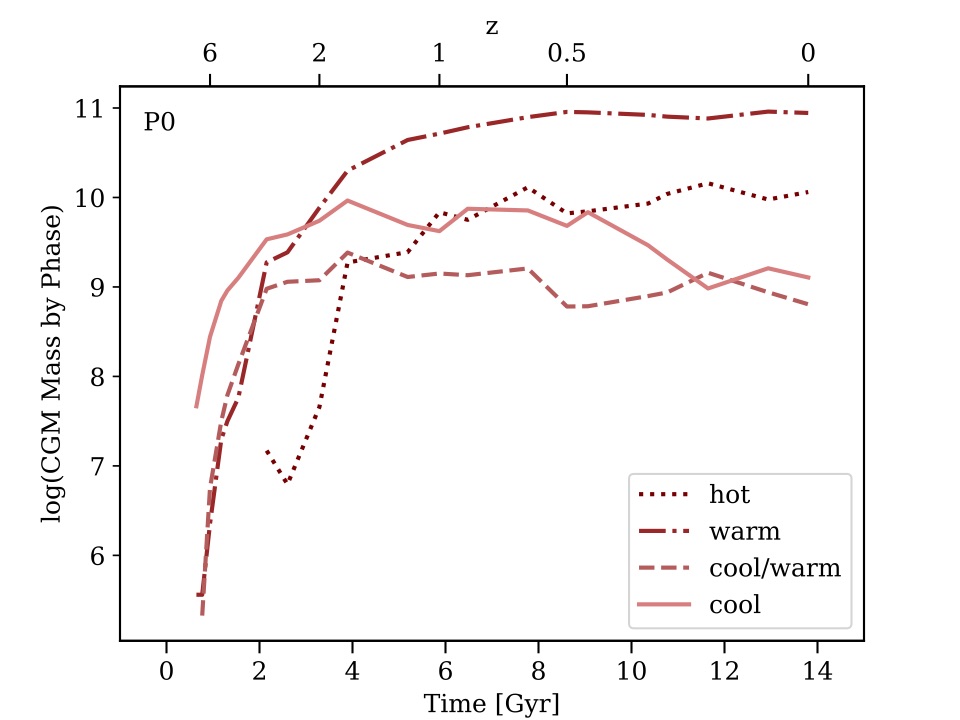 z
6 2 1 0.5 0
P0
11
10
9
8
7
6
log(CGM Mass by Phase)
hot
warm
cool/warm
cool
0 2 4 6 8 10 12 14
Time [Gyr]